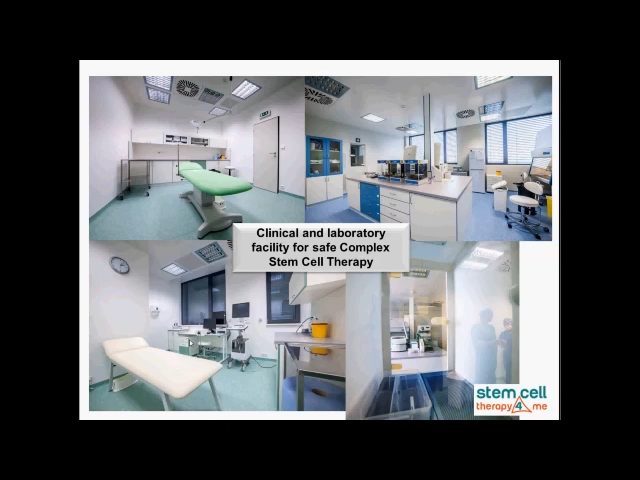 Clinical and laboratory
facility for safe Complex
Stem Cell Therapy
stem cell
therapy 4 me